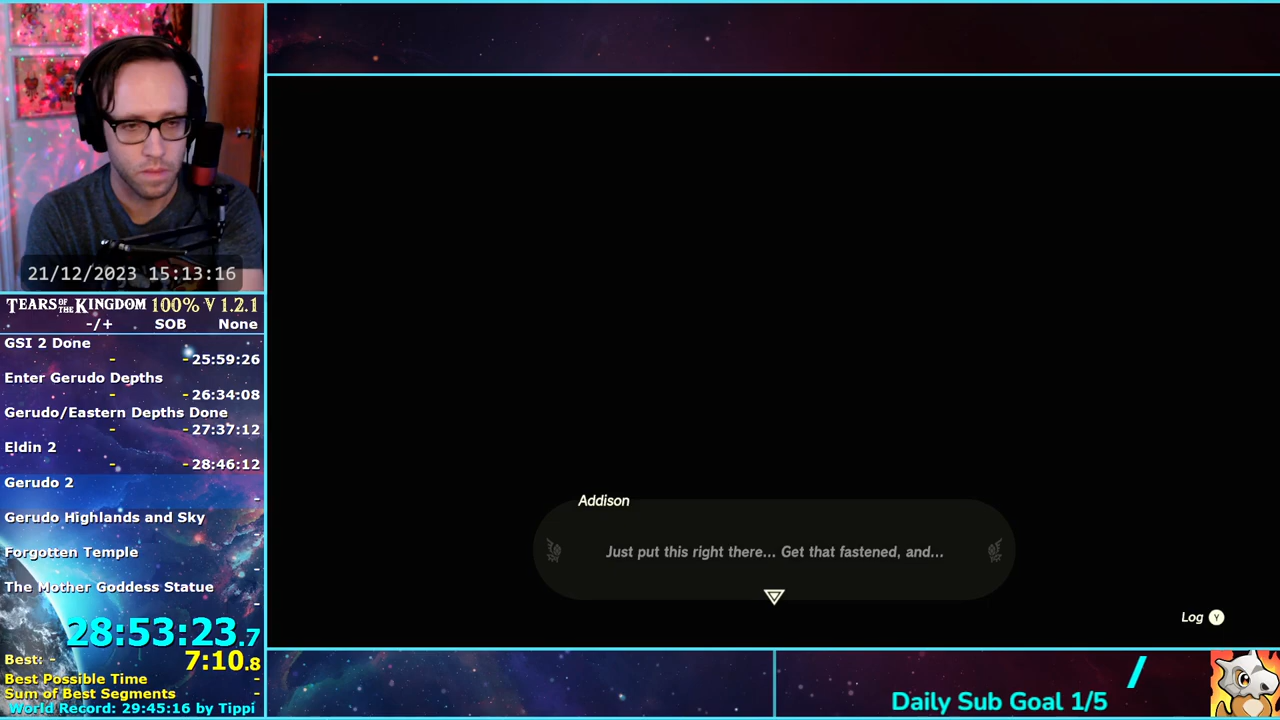 21/12/2023 15:13:16
TEARS OF THE KINGDOM 100% V 1.2.1
-/+ SOB None
GSI 2 Done
- - 25:59:26
Enter Gerudo Depths
- - 26:34:08
Gerudo/Eastern Depths Done
- - 27:37:12
Eldin 2
- - 28:46:12
Gerudo 2
-
Gerudo Highlands and Sky
-
Forgotten Temple
-
The Mother Goddess Statue
-
28:53:23.7
Best: - 7:10.8
Best Possible Time -
Sum of Best Segments -
World Record: 29:45:16 by Tippi
Addison
Just put this right there... Get that fastened, and...
Log Y
/
Daily Sub Goal 1/5